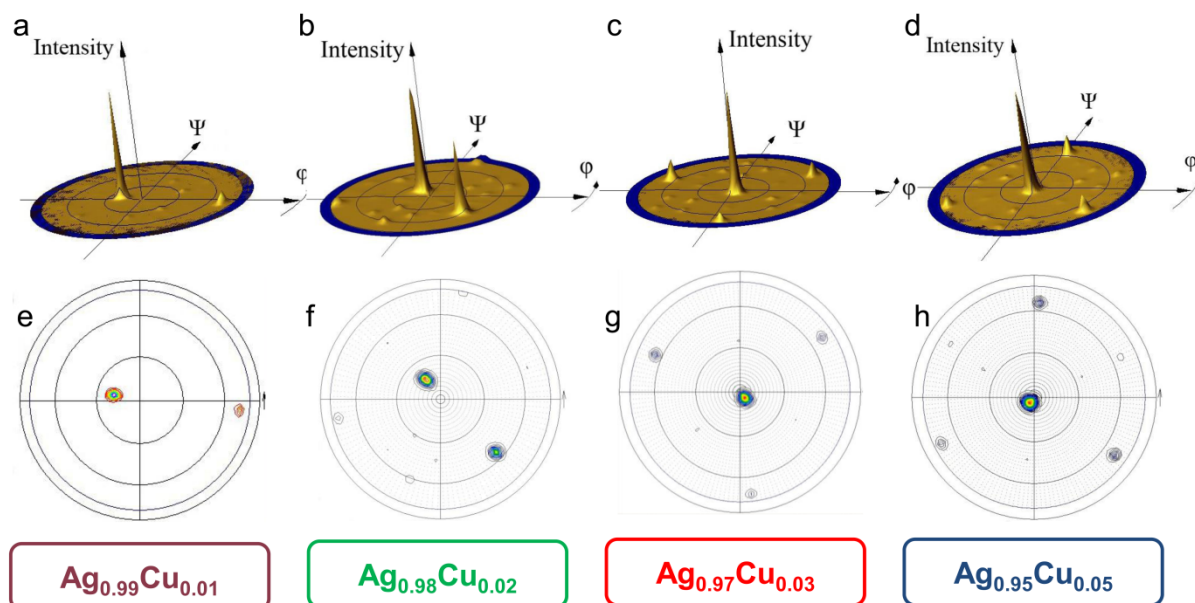 a
b
c
d
Intensity
Intensity
Intensity
Intensity
Ψ
Ψ
Ψ
Ψ
φ
φ
φ
φ
e
f
g
h
Ag0.99Cu0.01
Ag0.98Cu0.02
Ag0.97Cu0.03
Ag0.95Cu0.05